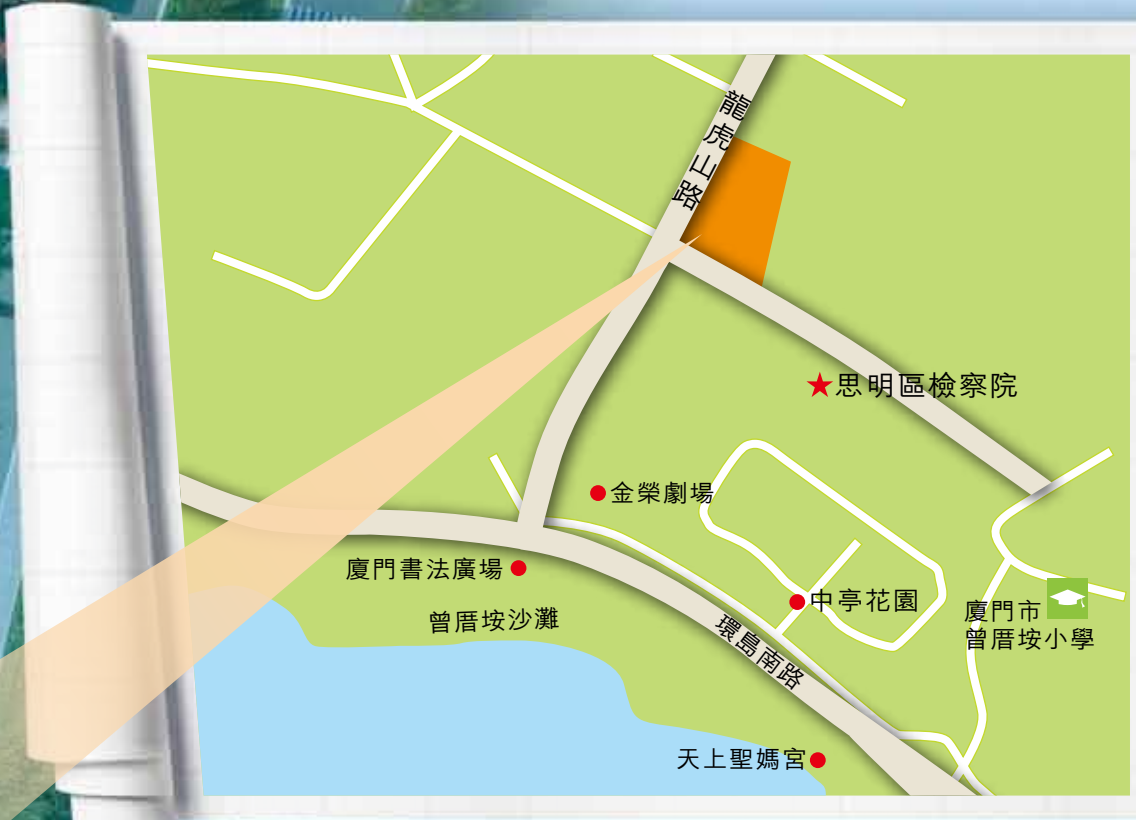 龍虎山路
思明區檢察院
金榮劇場
廈門書法廣場
中亭花園
曾厝垵沙灘
廈門市
曾厝垵小學
環島南路
天上聖媽宮